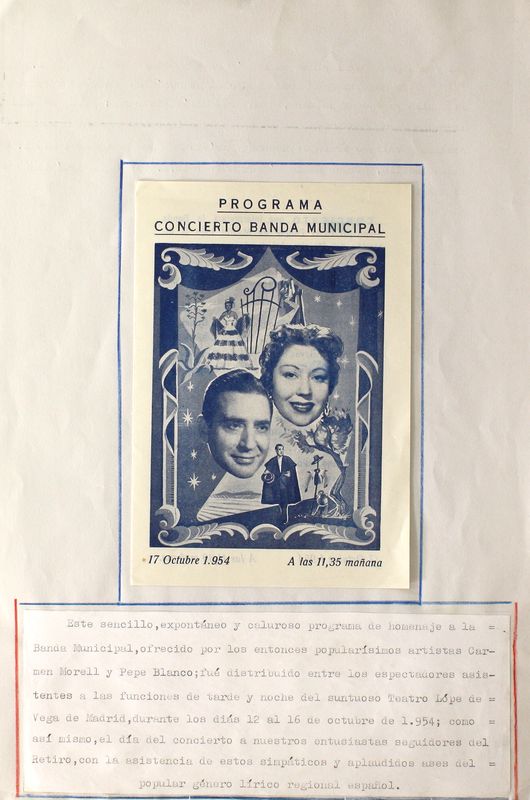 PROGRAMA
CONCIERTO BANDA MUNICIPAL
17 Octubre 1.954 A las 11,35 mañana
Este sencillo,expontáneo y caluroso programa de homenaje a la =
Banda Municipal,ofrecido por los entonces popularísimos artistas Car-
men Morell y Pepe Blanco;fué distribuido entre los espectadores asis-
tentes a las funciones de tarde y noche del suntuoso Teatro Lópe de =
Vega de Madrid,durante los diás 12 al 16 de octubre de 1.954; como =
así mismo,el día del concierto a nuestros entusiastas seguidores del
Retiro,con la asistencia de estos simpáticos y aplaudidos ases del =
popular género lírico regional español.